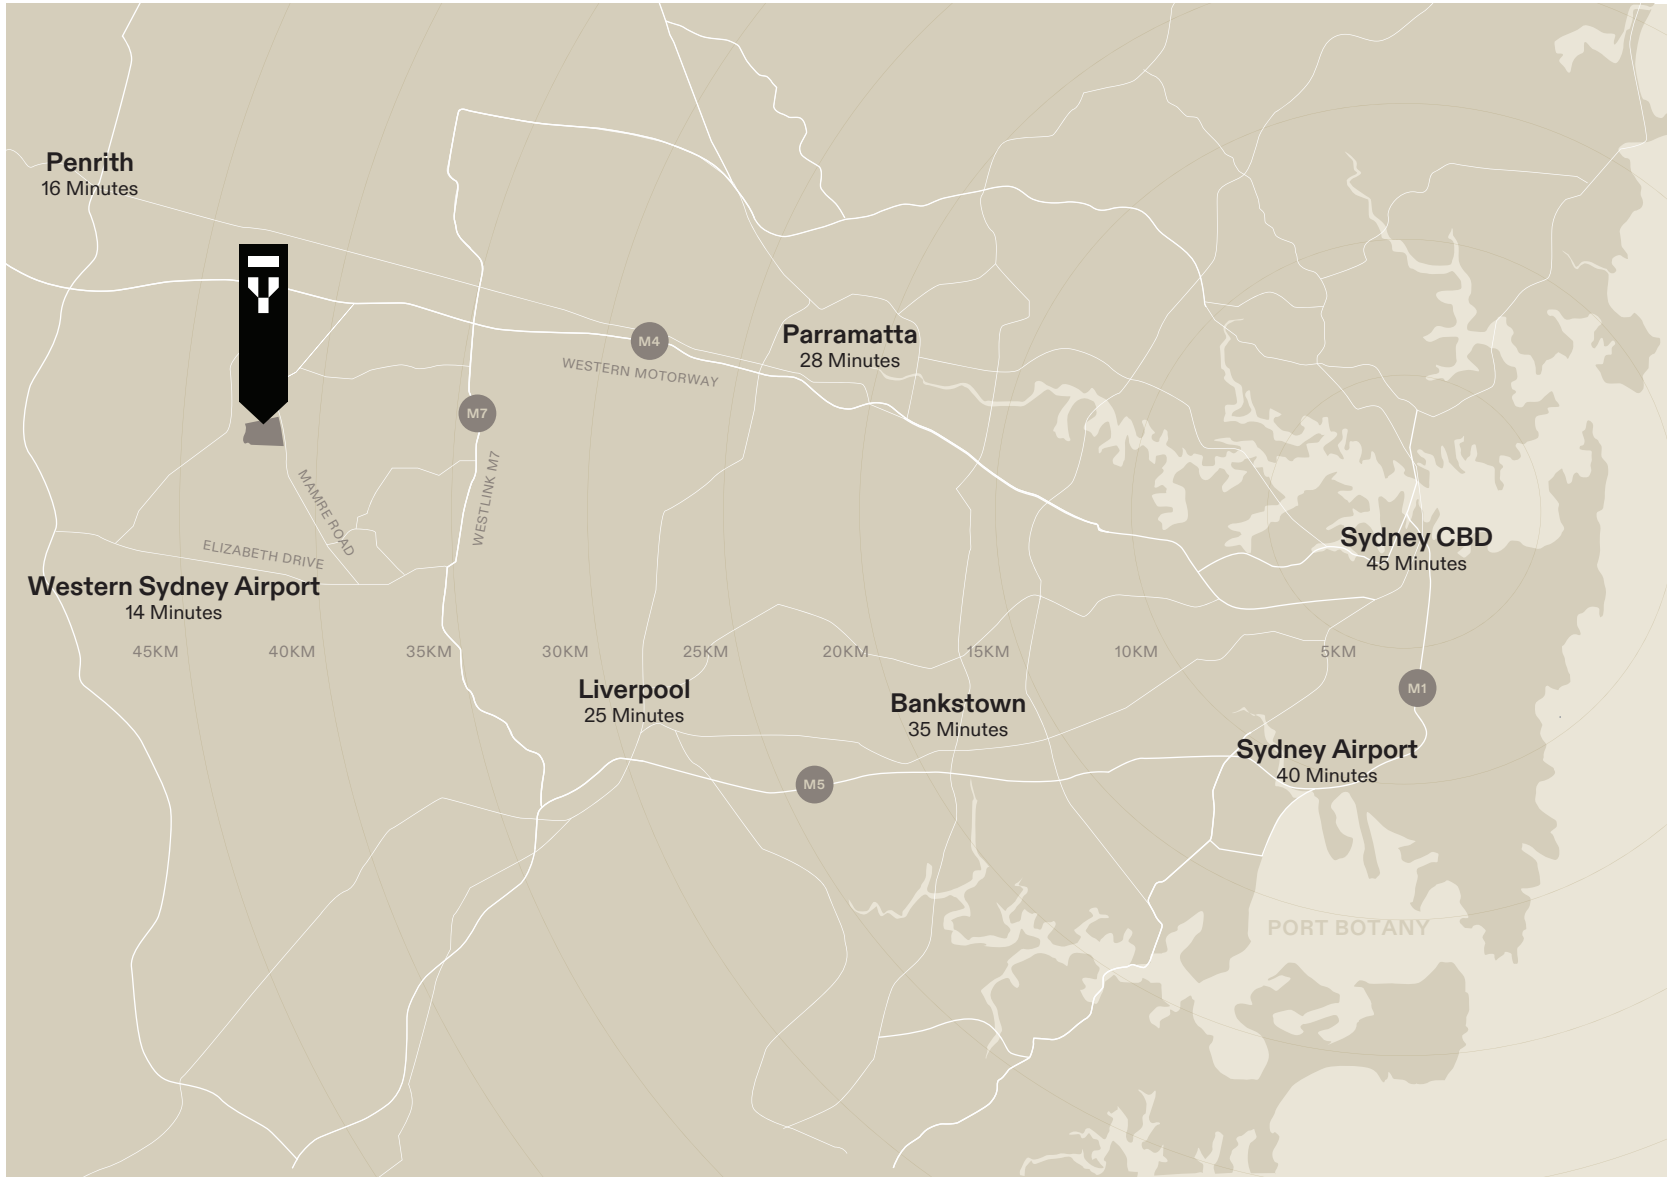 Penrith
16 Minutes
Y
M4
WESTERN MOTORWAY
Parramatta
28 Minutes
M7
WESTLINK M7
MAMRE ROAD
ELIZABETH DRIVE
Western Sydney Airport
14 Minutes
Sydney CBD
45 Minutes
45KM
40KM
35KM
30KM
25KM
20KM
15KM
10KM
5KM
Liverpool
25 Minutes
Bankstown
35 Minutes
M1
Sydney Airport
40 Minutes
M5
PORT BOTANY